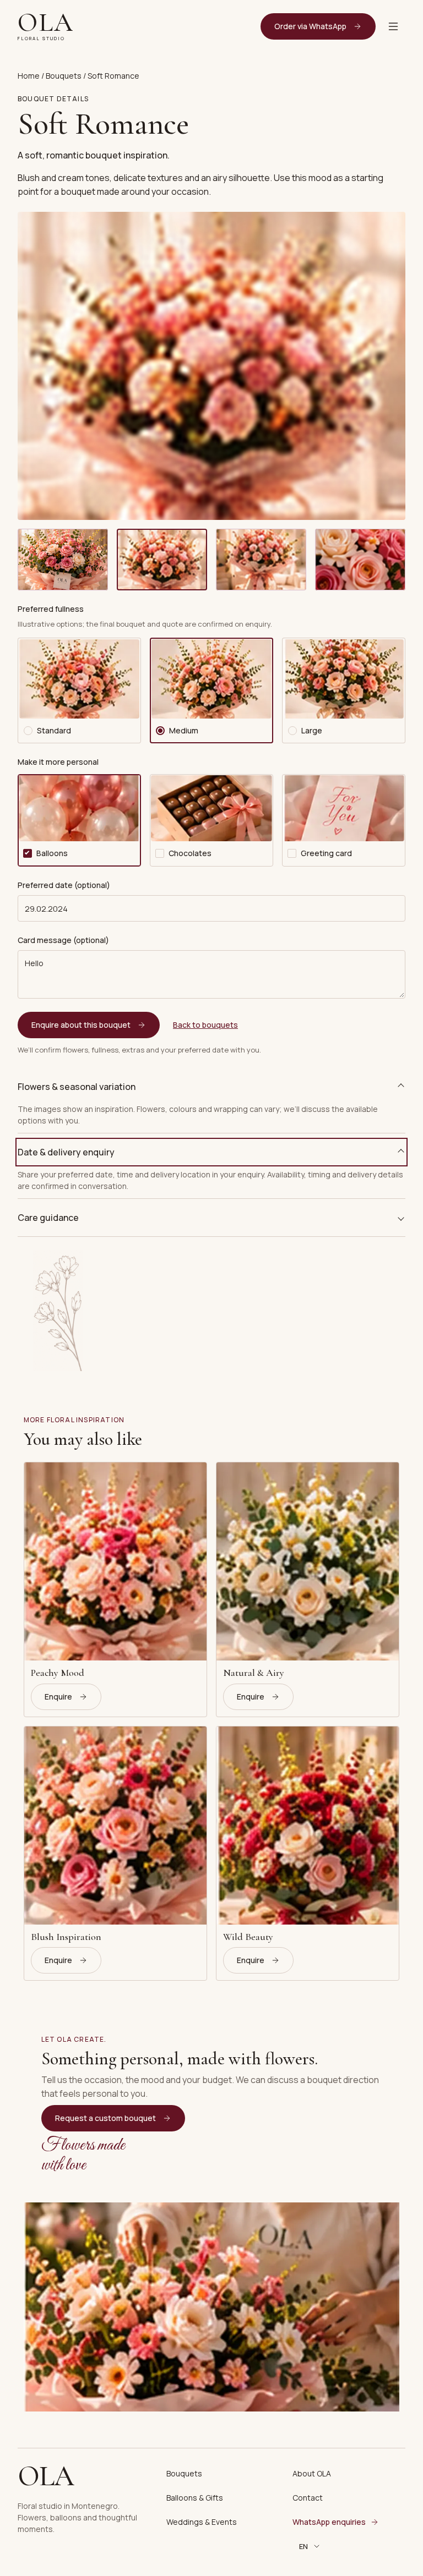 OLA
FLORAL STUDIO
Order via WhatsApp
Home / Bouquets / Soft Romance
BOUQUET DETAILS
Soft Romance
A soft, romantic bouquet inspiration.
Blush and cream tones, delicate textures and an airy silhouette. Use this mood as a starting
point for a bouquet made around your occasion.
Preferred fullness
Illustrative options; the final bouquet and quote are confirmed on enquiry.
Standard
Medium
Large
Make it more personal
For
You
Balloons
Chocolates
Greeting card
Preferred date (optional)
29.02.2024
Card message (optional)
Hello
Enquire about this bouquet
Back to bouquets
We'll confirm flowers, fullness, extras and your preferred date with you.
Flowers & seasonal variation
The images show an inspiration. Flowers, colours and wrapping can vary; we'll discuss the available
options with you.
Date & delivery enquiry
Share your preferred date, time and delivery location in your enquiry. Availability, timing and delivery details
are confirmed in conversation.
Care guidance
MORE FLORAL INSPIRATION
You may also like
Peachy Mood
Enquire
Natural & Airy
Enquire
Blush Inspiration
Enquire
Wild Beauty
Enquire
LET OLA CREATE.
Something personal, made with flowers.
Tell us the occasion, the mood and your budget. We can discuss a bouquet direction
that feels personal to you.
Request a custom bouquet
Flowers made
with love
OLA
OLA
Floral studio in Montenegro.
Flowers, balloons and thoughtful
moments.
Bouquets
Balloons & Gifts
Weddings & Events
About OLA
Contact
WhatsApp enquiries
EN